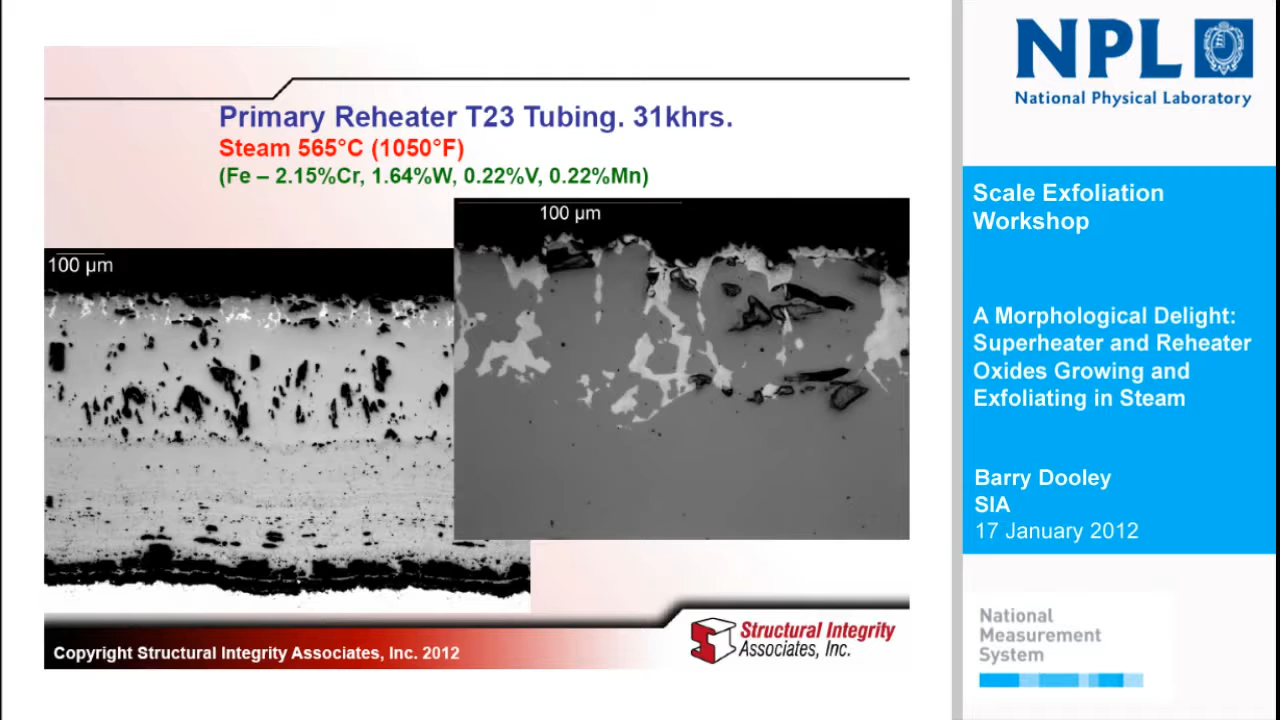 Primary Reheater T23 Tubing. 31khrs.
Steam 565°C (1050°F)
(Fe – 2.15%Cr, 1.64%W, 0.22%V, 0.22%Mn)
100 µm
100 µm
Copyright Structural Integrity Associates, Inc. 2012
Structural Integrity
Associates, Inc.
NPL
National Physical Laboratory
Scale Exfoliation
Workshop
A Morphological Delight:
Superheater and Reheater
Oxides Growing and
Exfoliating in Steam
Barry Dooley
SIA
17 January 2012
National
Measurement
System